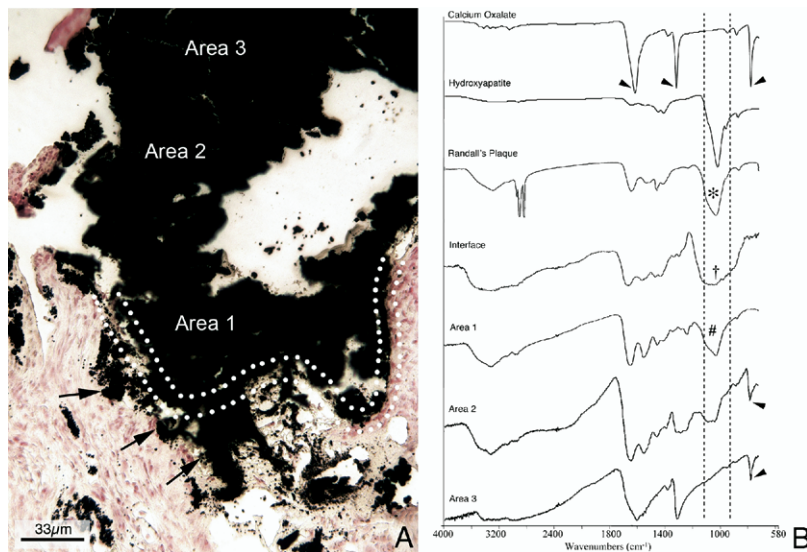 Area 3
Area 2
Area 1
33µm
A
Calcium Oxalate
Hydroxyapatite
Randall's Plaque
*
Interface
†
Area 1
#
Area 2
Area 3
4000 3200 2400 1800 1400 1000 580
Wavenumbers (cm-1)
B